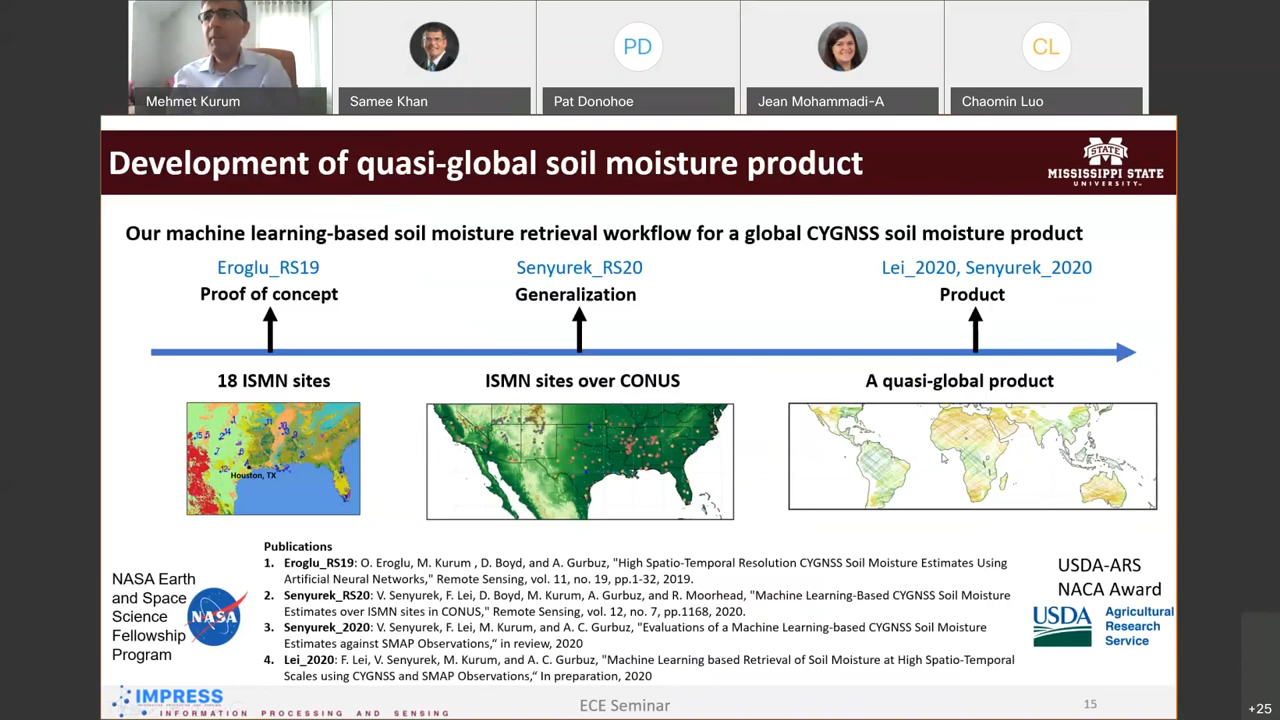 PD
CL
Mehmet Kurum
Samee Khan
Pat Donohoe
Jean Mohammadi-A
Chaomin Luo
Development of quasi-global soil moisture product
STATE
MISSISSIPPI STATE
UNIVERSITY™
Our machine learning-based soil moisture retrieval workflow for a global CYGNSS soil moisture product
Eroglu_RS19
Senyurek_RS20
Lei_2020, Senyurek_2020
Proof of concept
Generalization
Product
18 ISMN sites
ISMN sites over CONUS
A quasi-global product
Houston, TX
Publications
1. Eroglu_RS19: O. Eroglu, M. Kurum , D. Boyd, and A. Gurbuz, "High Spatio-Temporal Resolution CYGNSS Soil Moisture Estimates Using
Artificial Neural Networks," Remote Sensing, vol. 11, no. 19, pp.1-32, 2019.
2. Senyurek_RS20: V. Senyurek, F. Lei, D. Boyd, M. Kurum, A. Gurbuz, and R. Moorhead, "Machine Learning-Based CYGNSS Soil Moisture
Estimates over ISMN sites in CONUS," Remote Sensing, vol. 12, no. 7, pp.1168, 2020.
3. Senyurek_2020: V. Senyurek, F. Lei, M. Kurum, and A. C. Gurbuz, "Evaluations of a Machine Learning-based CYGNSS Soil Moisture
Estimates against SMAP Observations,“ in review, 2020
4. Lei_2020: F. Lei, V. Senyurek, M. Kurum, and A. C. Gurbuz, "Machine Learning based Retrieval of Soil Moisture at High Spatio-Temporal
Scales using CYGNSS and SMAP Observations,“ In preparation, 2020
NASA Earth
and Space
Science
Fellowship
Program
NASA
USDA-ARS
NACA Award
USDA
Agricultural
Research
Service
IMPRESS
INFORMATION PROCESSING AND SENSING
ECE Seminar
15
+25